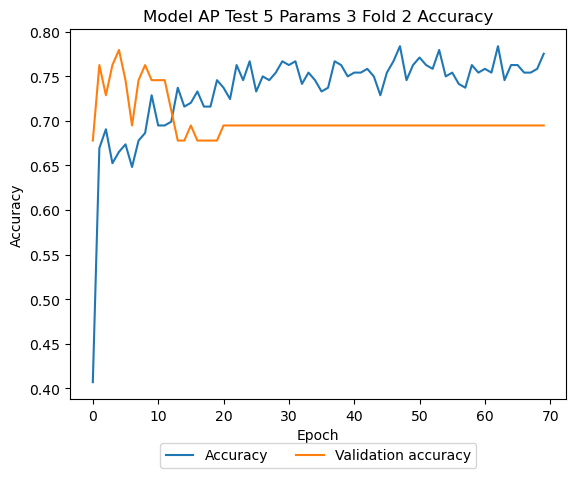 Model AP Test 5 Params 3 Fold 2 Accuracy
0.80
0.75
0.70
0.65
0.60
0.55
0.50
0.45
0.40
Accuracy
0 10 20 30 40 50 60 70
Epoch
Accuracy Validation accuracy